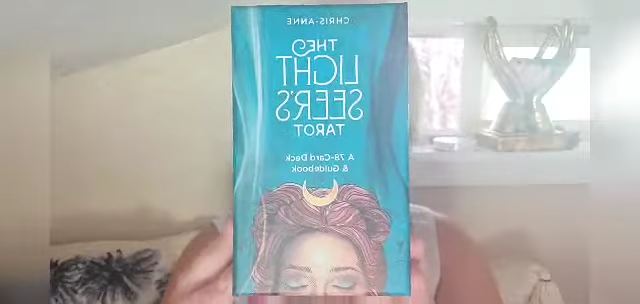 CHRIS-ANNE
THE
LIGHT
SEER'S
TAROT
A 78-Card Deck
& Guidebook